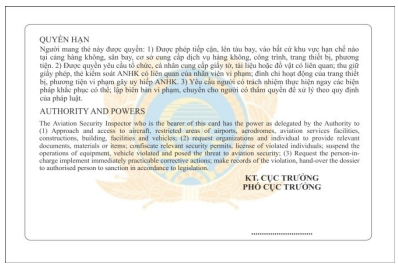 QUYỀN HẠN
Người mang thẻ này được quyền: 1) Được phép tiếp cận, lên tàu bay, vào bất cứ khu vực hạn chế nào
tại cảng hàng không, sân bay, cơ sở cung cấp dịch vụ hàng không, công trình, trang thiết bị, phương
tiện. 2) Được quyền yêu cầu tổ chức, cá nhân cung cấp giấy tờ, tài liệu hoặc đồ vật có liên quan; thu giữ
giấy phép, thẻ kiểm soát ANHK có liên quan của nhân viên vi phạm; đình chỉ hoạt động của trang thiết
bị, phương tiện vi phạm gây uy hiếp ANHK. 3) Yêu cầu người có trách nhiệm thực hiện ngay các biện
pháp khắc phục có thể; lập biên bản vi phạm, chuyển cho người có thẩm quyền để xử lý theo quy định
của pháp luật.
AUTHORITY AND POWERS
The Aviation Security Inspector who is the bearer of this card has the power as delegated by the Authority to
(1) Approach and access to aircraft, restricted areas of airports, aerodromes, aviation services facilities,
constructions, building, facilities and vehicles; (2) request organizations and individual to provide relevant
documents, materials or items; confiscate relevant security permits, license of violated individuals; suspend the
operations of equipment, vehicle violated and posed the threat to aviation security; (3) Request the person-in-
charge implement immediately practicable corrective actions; make records of the violation, hand-over the dossier
to authorised person to sanction in accordance to legislation.
KT. CỤC TRƯỞNG
PHÓ CỤC TRƯỞNG
..............................